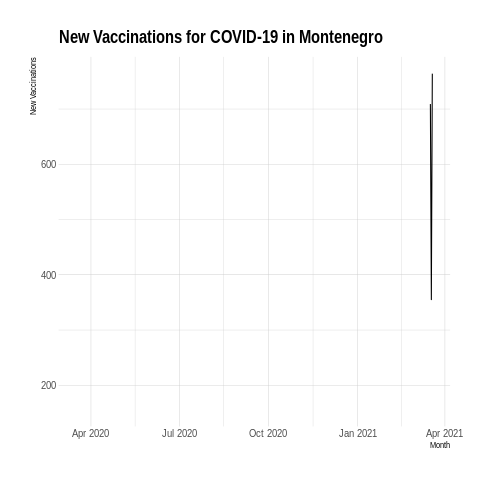 New Vaccinations for COVID-19 in Montenegro
New Vaccinations
600
400
200
Apr 2020 Jul 2020 Oct 2020 Jan 2021 Apr 2021
Month